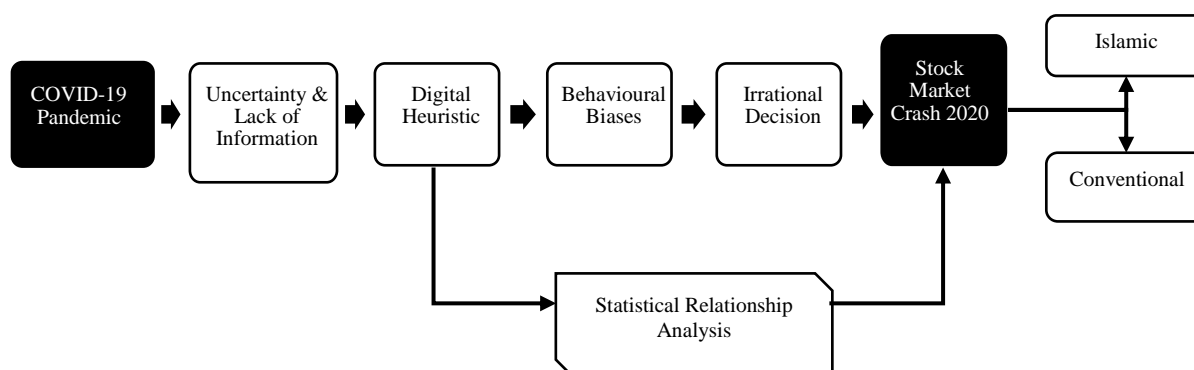 COVID-19
Pandemic
Uncertainty &
Lack of
Information
Digital
Heuristic
Behavioural
Biases
Irrational
Decision
Stock
Market
Crash 2020
Islamic
Conventional
Statistical Relationship
Analysis